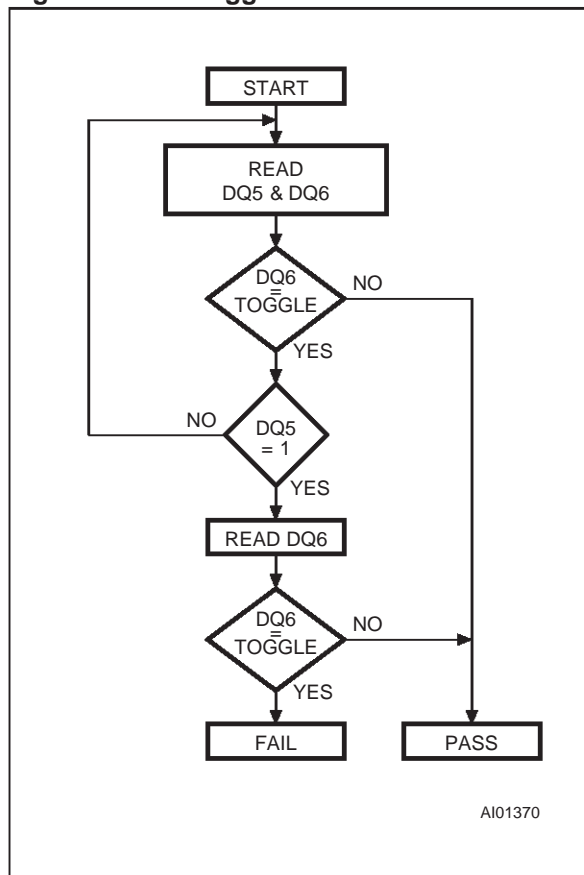 START
READ
DQ5 & DQ6
DQ6
=
TOGGLE
NO
YES
NO
DQ5
= 1
YES
READ DQ6
DQ6
=
TOGGLE
NO
YES
FAIL
PASS
AI01370